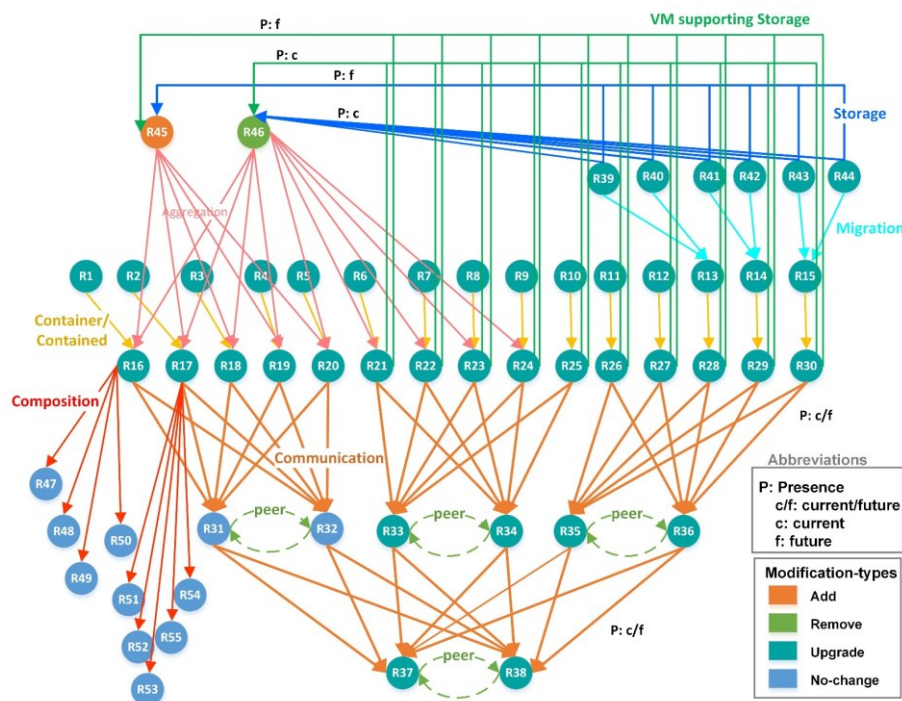 P: f
VM supporting Storage
P: c
P: f
R45
R46
P: c
Storage
R39
R40
R41
R42
R43
R44
Aggregation
Migration
R1
R2
R3
R4
R5
R6
R7
R8
R9
R10
R11
R12
R13
R14
R15
Container/
Contained
R16
R17
R18
R19
R20
R21
R22
R23
R24
R25
R26
R27
R28
R29
R30
Composition
P: c/f
Communication
Abbreviations
P: Presence
c/f: current/future
c: current
f: future
R47
R48
R50
R49
R31
peer
R32
R33
peer
R34
R35
peer
R36
R51
R54
R52
R55
R53
P: c/f
R37
peer
R38
Modification-types
Add
Remove
Upgrade
No-change